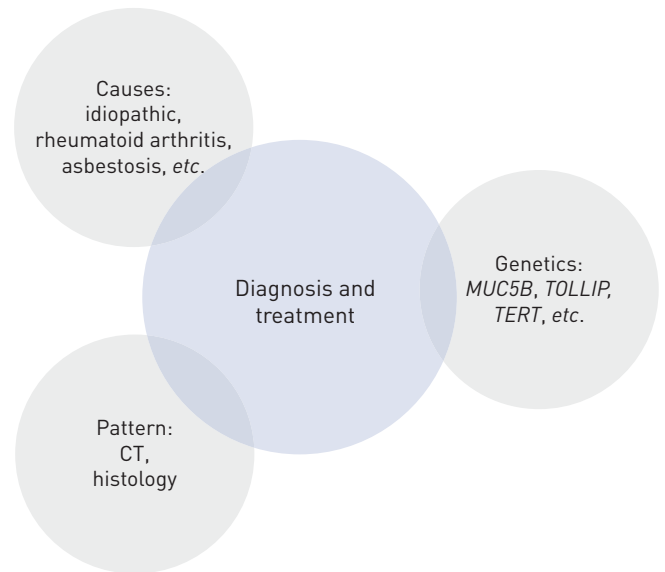 Causes:
idiopathic,
rheumatoid arthritis,
asbestosis, etc.
Diagnosis and
treatment
Genetics:
MUC5B, TOLLIP,
TERT, etc.
Pattern:
CT,
histology